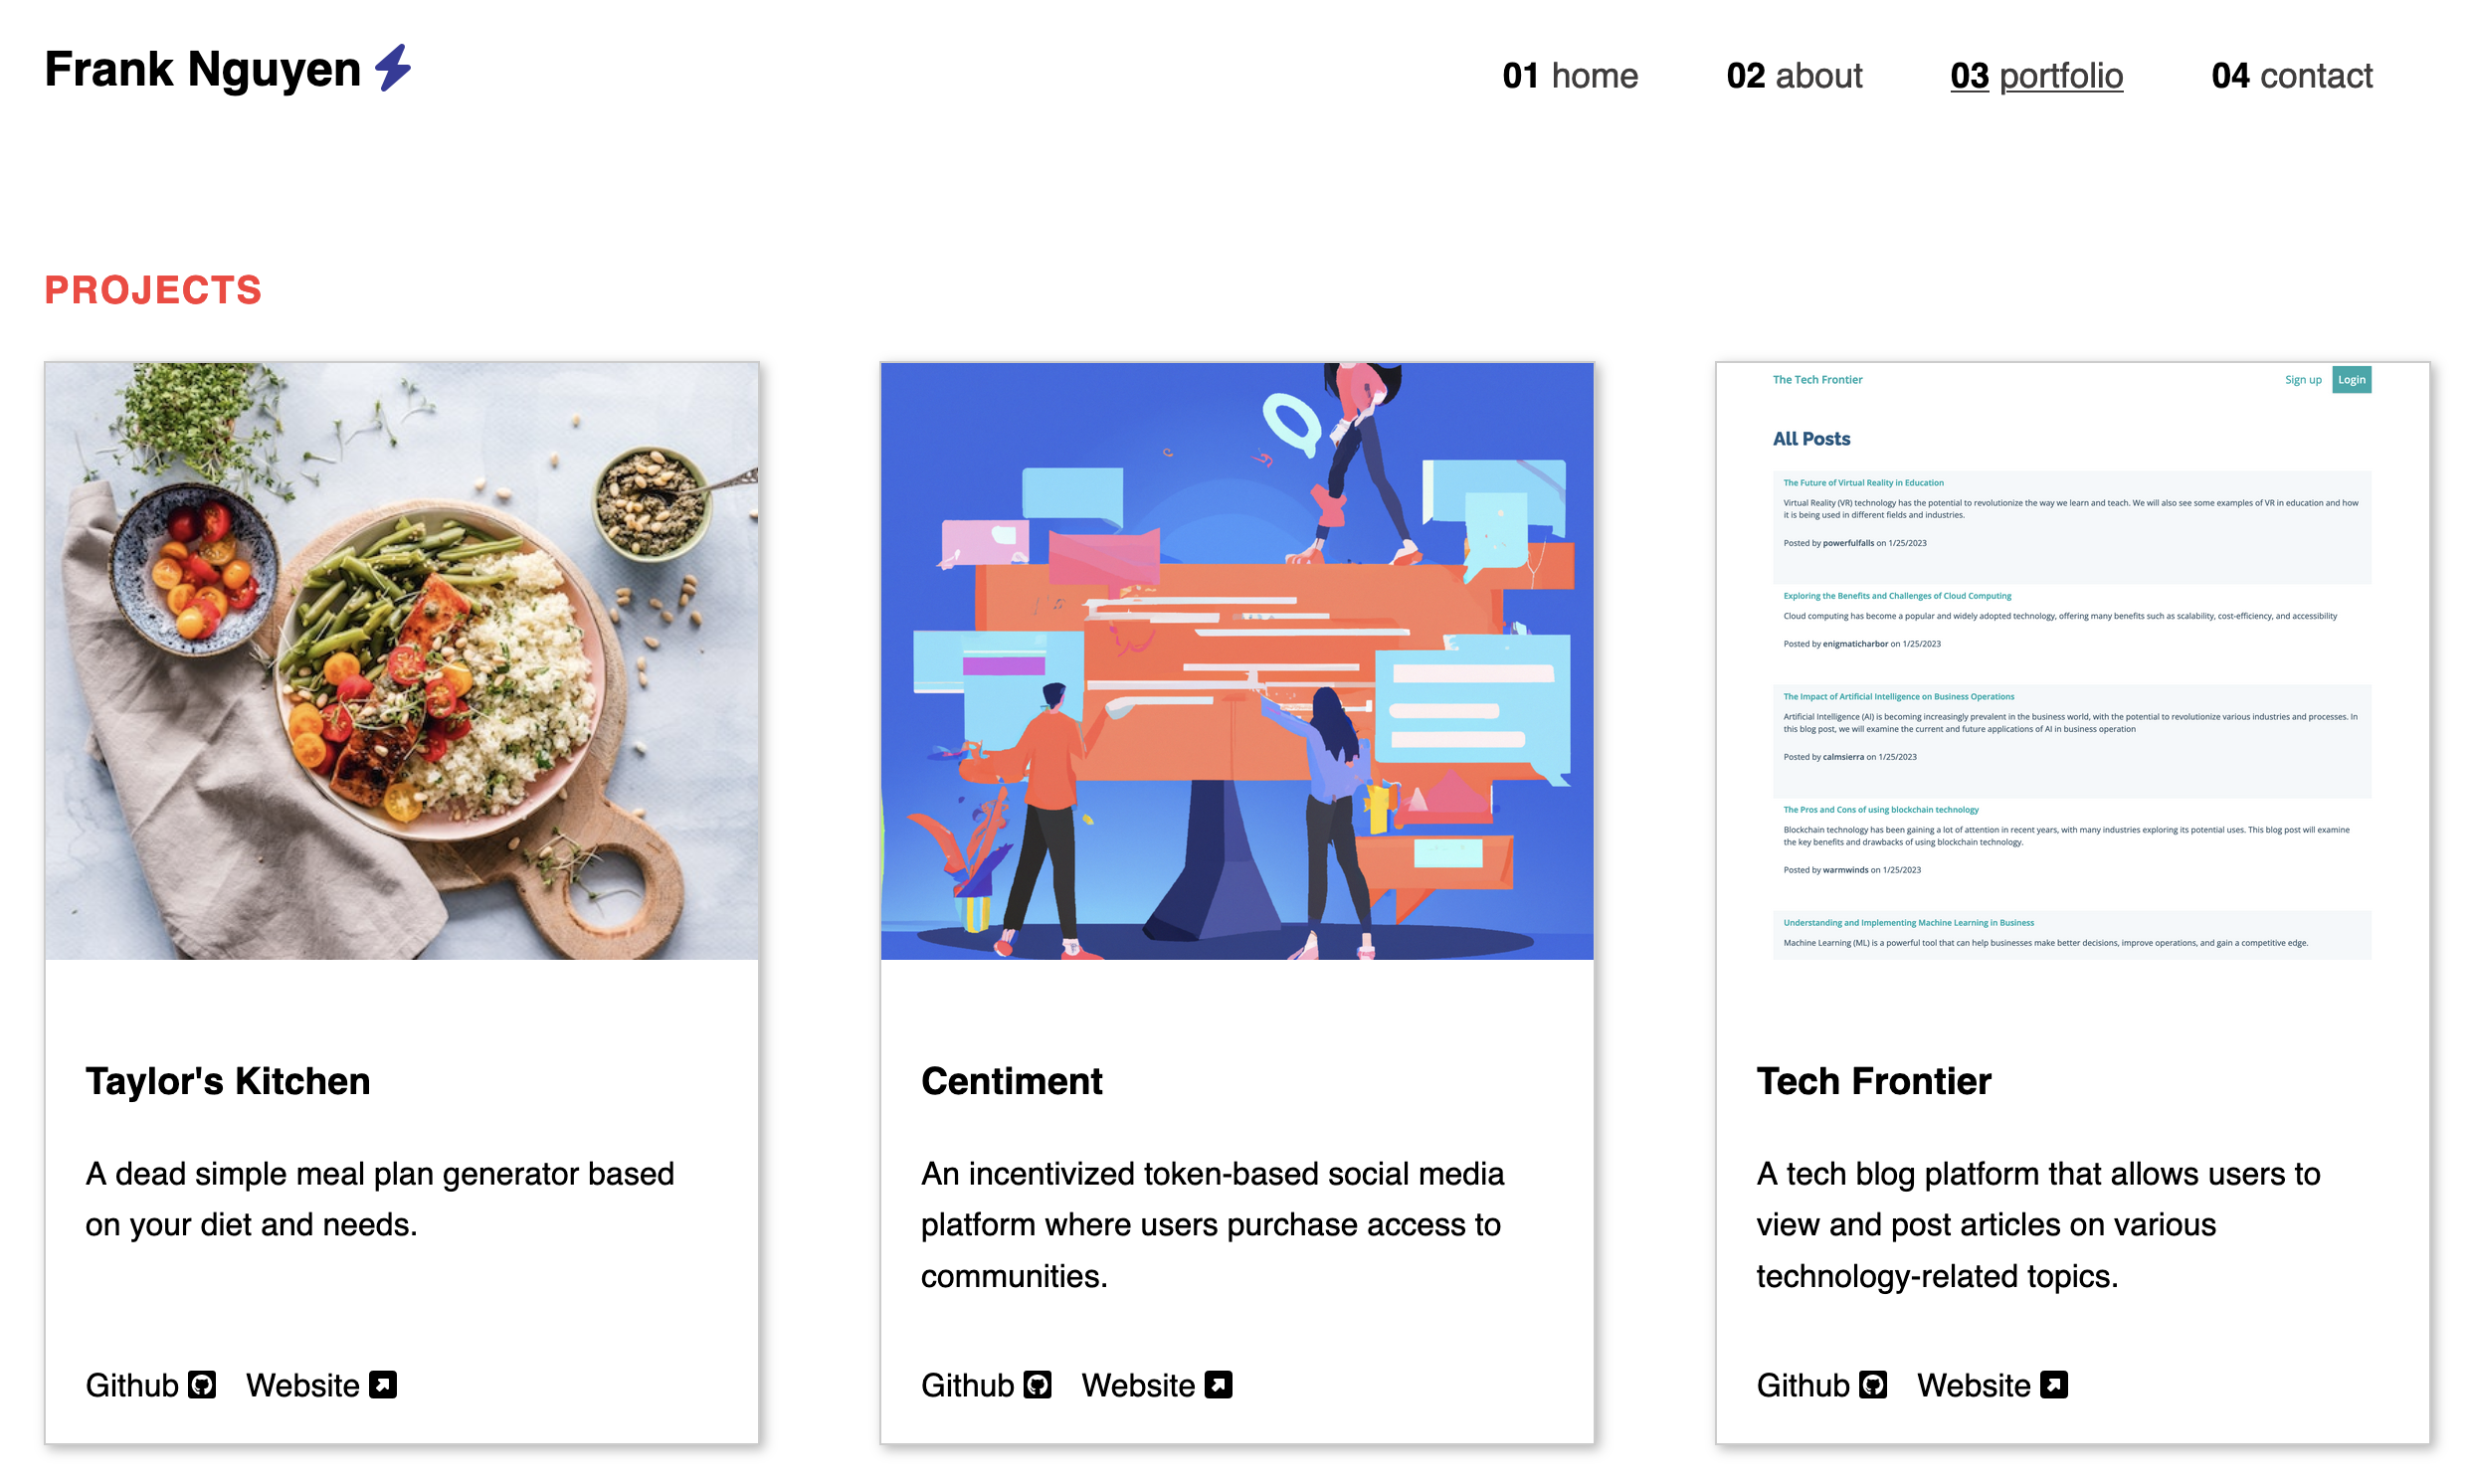 Frank Nguyen
01 home 02 about 03 portfolio 04 contact
PROJECTS
The Tech Frontier Sign up Login
All Posts
The Future of Virtual Reality in Education
Virtual Reality (VR) technology has the potential to revolutionize the way we learn and teach. We will also see some examples of VR in education and how
it is being used in different fields and industries.
Posted by powerfulfalls on 1/25/2023
Exploring the Benefits and Challenges of Cloud Computing
Cloud computing has become a popular and widely adopted technology, offering many benefits such as scalability, cost-efficiency, and accessibility
Posted by enigmaticharbor on 1/25/2023
The Impact of Artificial Intelligence on Business Operations
Artificial Intelligence (AI) is becoming increasingly prevalent in the business world, with the potential to revolutionize various industries and processes. In
this blog post, we will examine the current and future applications of AI in business operation
Posted by calmsierra on 1/25/2023
The Pros and Cons of using blockchain technology
Blockchain technology has been gaining a lot of attention in recent years, with many industries exploring its potential uses. This blog post will examine
the key benefits and drawbacks of using blockchain technology.
Posted by warmwinds on 1/25/2023
Understanding and Implementing Machine Learning in Business
Machine Learning (ML) is a powerful tool that can help businesses make better decisions, improve operations, and gain a competitive edge.
Taylor's Kitchen
A dead simple meal plan generator based
on your diet and needs.
Github Website
Centiment
An incentivized token-based social media
platform where users purchase access to
communities.
Github Website
Tech Frontier
A tech blog platform that allows users to
view and post articles on various
technology-related topics.
Github Website